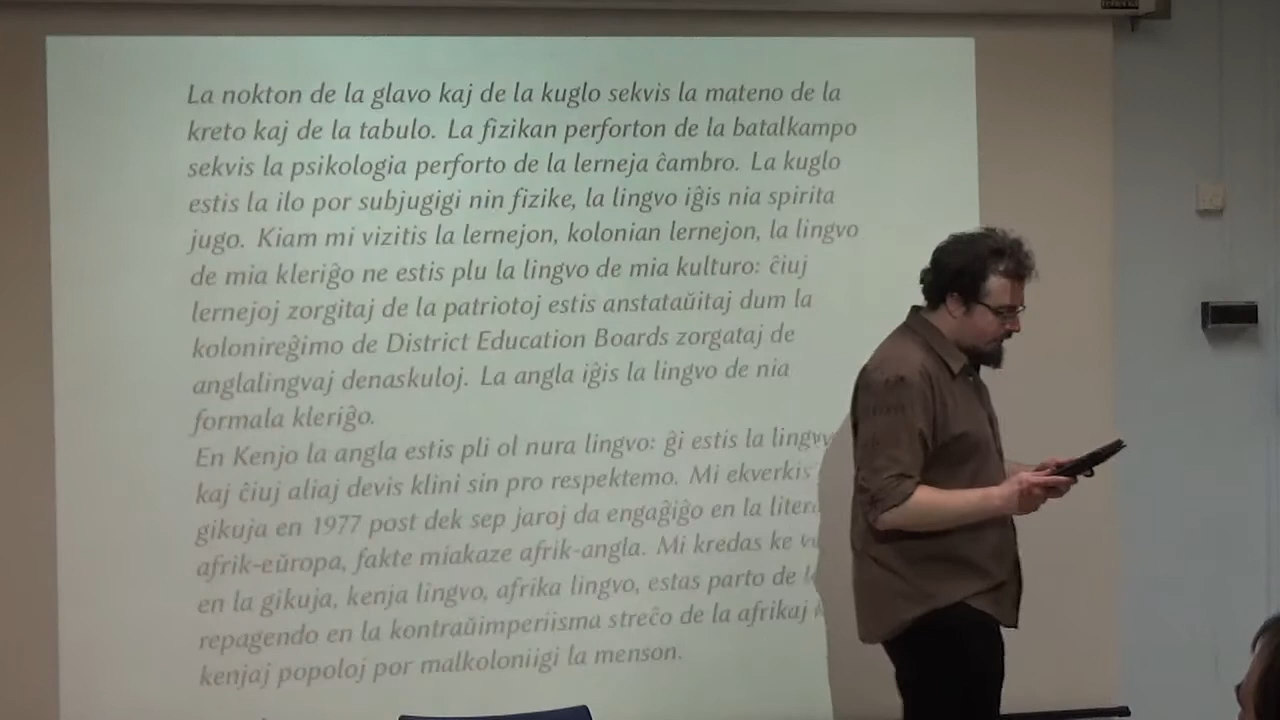 La nokton de la glavo kaj de la kuglo sekvis la mateno de la
kreto kaj de la tabulo. La fizikan perforton de la batalkampo
sekvis la psikologia perforto de la lerneja ĉambro. La kuglo
estis la ilo por subjugigi nin fizike, la lingvo iĝis nia spirita
jugo. Kiam mi vizitis la lernejon, kolonian lernejon, la lingvo
de mia kleriĝo ne estis plu la lingvo de mia kulturo: ĉiuj
lernejoj zorgitaj de la patriotoj estis anstataŭitaj dum la
kolonireĝimo de District Education Boards zorgataj de
anglalingvaj denaskuloj. La angla iĝis la lingvo de nia
formala kleriĝo.
En Kenjo la angla estis pli ol nura lingvo: ĝi estis la
kaj ĉiuj aliaj devis klini sin pro respektemo. Mi ekverkis
gikuja en 1977 post dek sep jaroj da engaĝiĝo en la
afrik-eŭropa, fakte miakaze afrik-angla. Mi kredas ke
en la gikuja, kenja lingvo, afrika lingvo, estas parto de
repagendo en la kontraŭimperiisma streĉo de la afrikaj
kenjaj popoloj por malkoloniigi la menson.